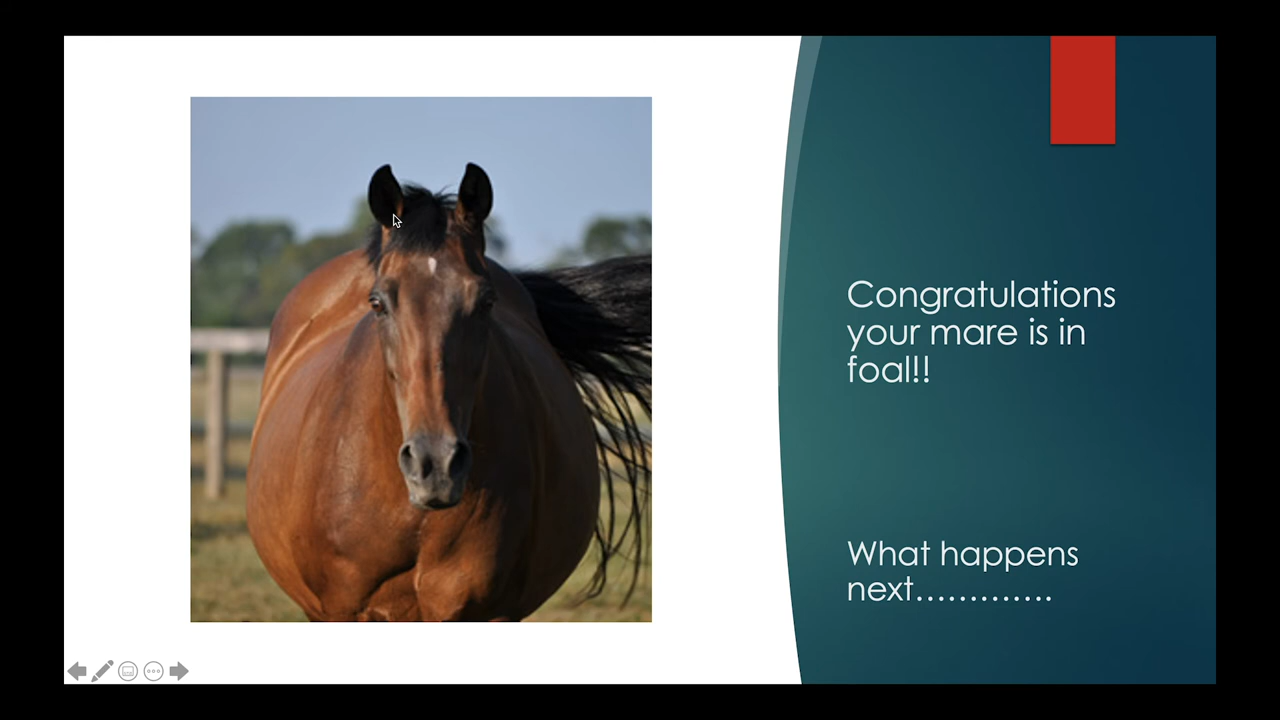 Congratulations
your mare is in
foal!!
What happens
next.............